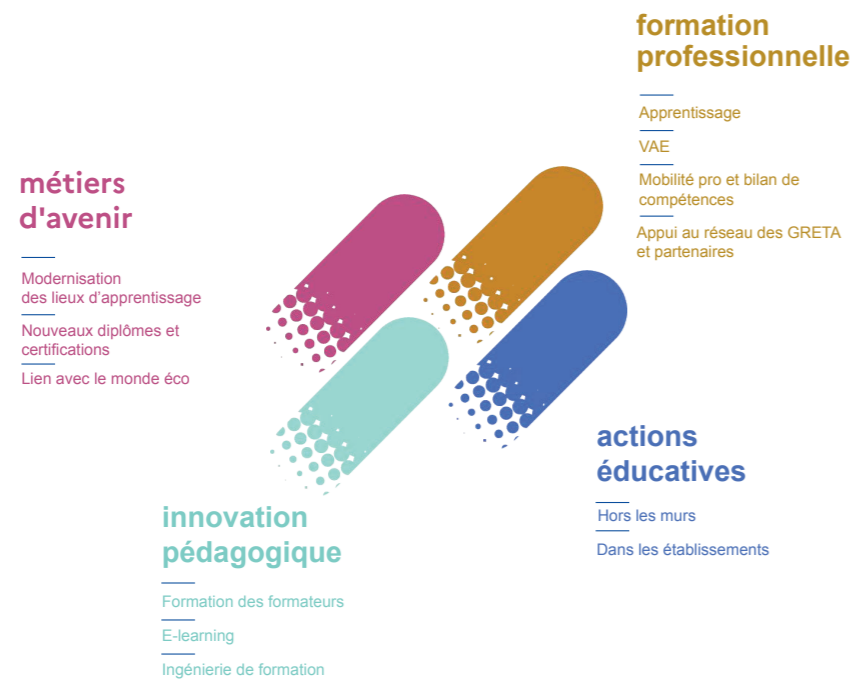 formation
professionnelle
Apprentissage
VAE
Mobilité pro et bilan de
compétences
Appui au réseau des GRETA
et partenaires
métiers
d'avenir
Modernisation
des lieux d'apprentissage
Nouveaux diplômes et
certifications
Lien avec le monde éco
actions
éducatives
Hors les murs
Dans les établissements
innovation
pédagogique
Formation des formateurs
E-learning
Ingénierie de formation